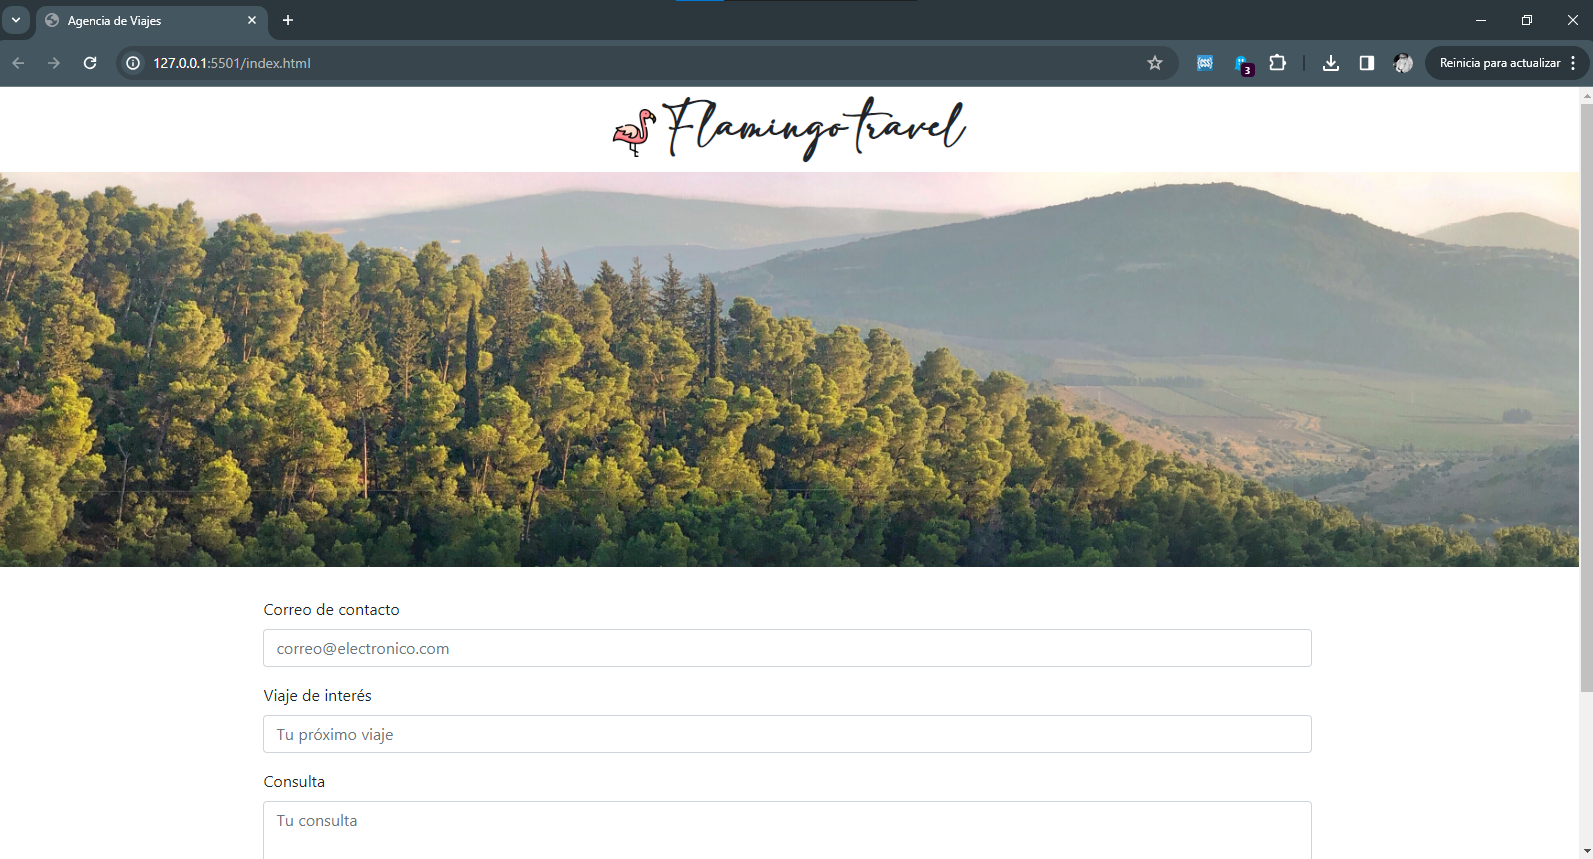 Agencia de Viajes
127.0.0.1:5501/index.html
3
Reinicia para actualizar
Flamingo travel
Correo de contacto
correo@electronico.com
Viaje de interés
Tu próximo viaje
Consulta
Tu consulta